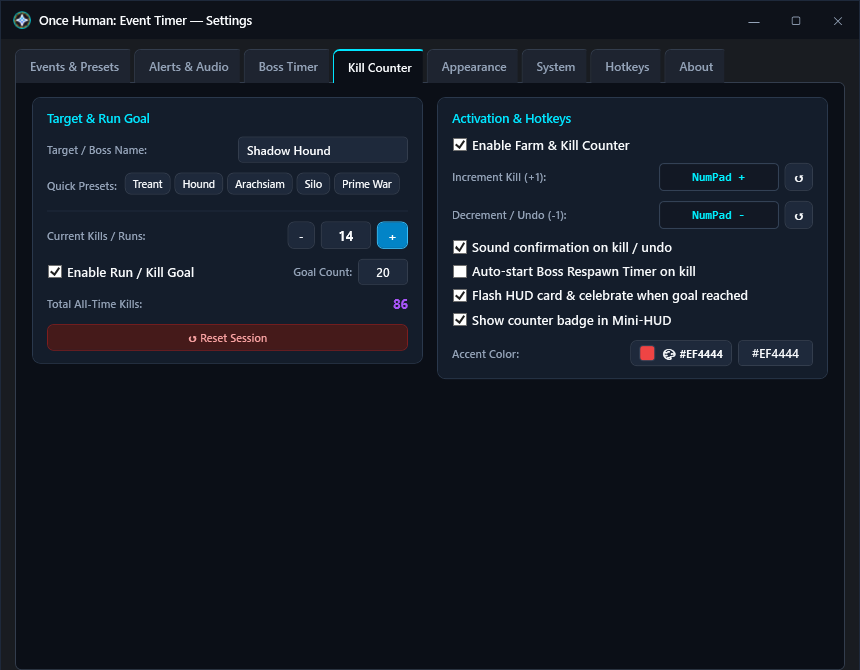 Once Human: Event Timer — Settings
Events & Presets Alerts & Audio Boss Timer Kill Counter Appearance System Hotkeys About
Target & Run Goal
Target / Boss Name: Shadow Hound
Quick Presets: Treant Hound Arachsiam Silo Prime War
Current Kills / Runs: - 14 +
Enable Run / Kill Goal Goal Count: 20
Total All-Time Kills: 86
↺ Reset Session
Activation & Hotkeys
Enable Farm & Kill Counter
Increment Kill (+1): NumPad + ↺
Decrement / Undo (-1): NumPad - ↺
Sound confirmation on kill / undo
Auto-start Boss Respawn Timer on kill
Flash HUD card & celebrate when goal reached
Show counter badge in Mini-HUD
Accent Color: 🎨 #EF4444 #EF4444